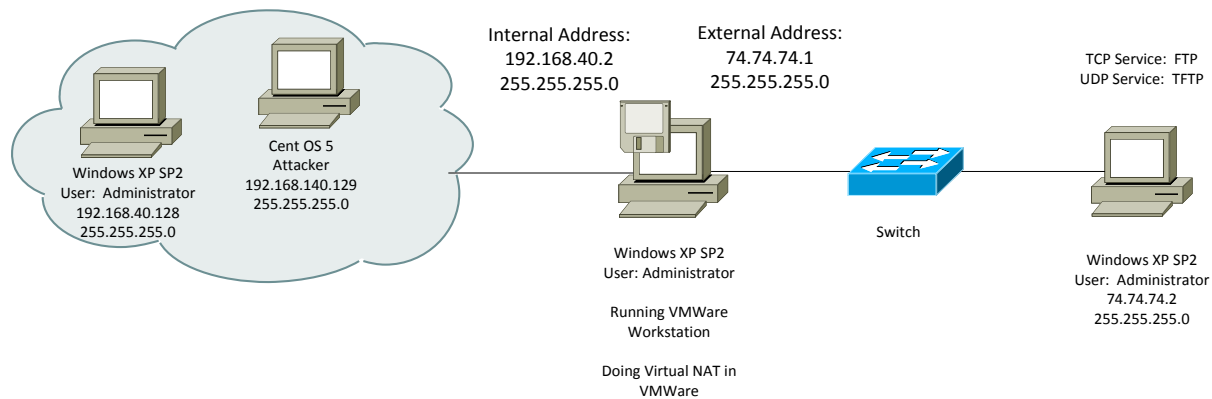 Internal Address:
192.168.40.2
255.255.255.0
External Address:
74.74.74.1
255.255.255.0
TCP Service: FTP
UDP Service: TFTP
Windows XP SP2
User: Administrator
192.168.40.128
255.255.255.0
Cent OS 5
Attacker
192.168.140.129
255.255.255.0
Windows XP SP2
User: Administrator
Running VMWare
Workstation
Doing Virtual NAT in
VMWare
Switch
Windows XP SP2
User: Administrator
74.74.74.2
255.255.255.0